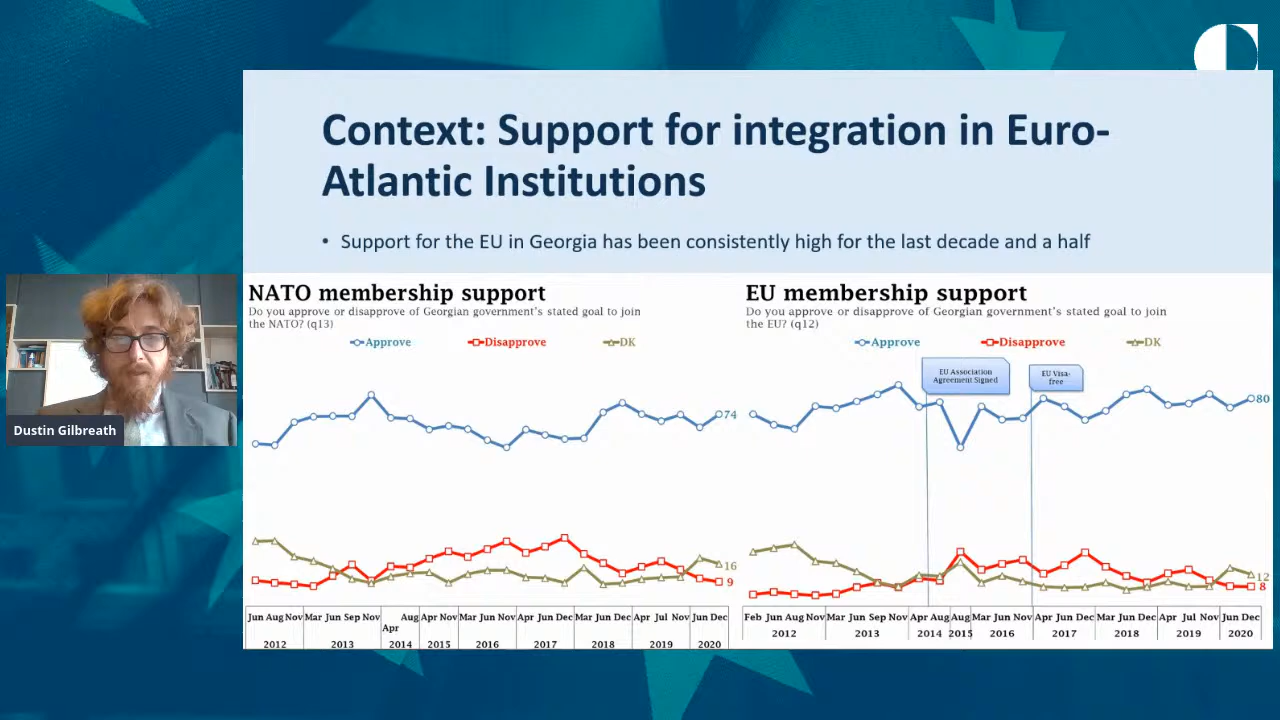 Context: Support for integration in Euro-
Atlantic Institutions
• Support for the EU in Georgia has been consistently high for the last decade and a half
Dustin Gilbreath
NATO membership support
Do you approve or disapprove of Georgian government's stated goal to join
the NATO? (q13)
Approve Disapprove DK
74
16
9
Jun Aug Nov Mar Jun Sep Nov Apr Aug Apr Nov Mar Jun Nov Apr Jun Dec Mar Jun Dec Apr Jul Nov Jun Dec
2012 2013 2014 2015 2016 2017 2018 2019 2020
EU membership support
Do you approve or disapprove of Georgian government's stated goal to join
the EU? (q12)
Approve Disapprove DK
EU Association
Agreement Signed
EU Visa-
free
80
12
8
Feb Jun Aug Nov Mar Jun Sep Nov Apr Aug Aug Mar Jun Nov Apr Jun Dec Mar Jun Dec Apr Jul Nov Jun Dec
2012 2013 2014 2015 2016 2017 2018 2019 2020